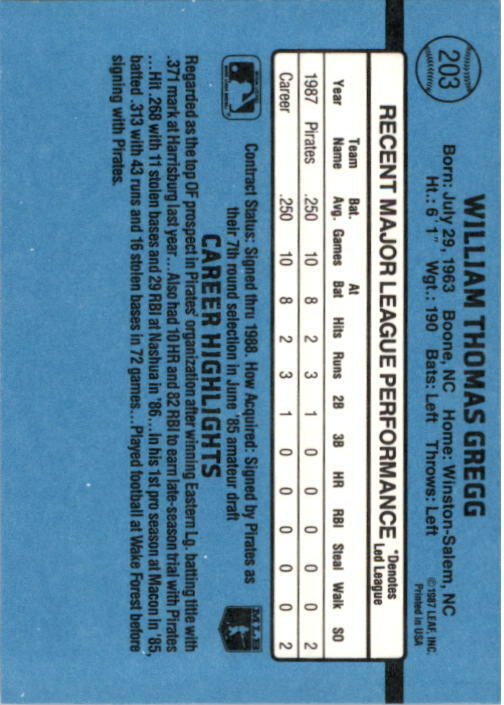 203
WILLIAM THOMAS GREGG
©1987 LEAF, INC.
Printed in USA
Born: July 29, 1963 Boone, NC Home: Winston-Salem, NC
Ht.: 6' 1" Wgt.: 190 Bats: Left Throws: Left
RECENT MAJOR LEAGUE PERFORMANCE *Denotes Led League
Year Team Name Bat. Avg. Games At Bat Hits Runs 2B 3B HR RBI Steal Walk SO
1987 Pirates .250 10 8 2 3 1 0 0 0 0 0 2
Career .250 10 8 2 3 1 0 0 0 0 0 2
Contract Status: Signed thru 1988. How Acquired: Signed by Pirates as
their 7th round selection in June '85 amateur draft
MLB
CAREER HIGHLIGHTS
Regarded as the top OF prospect in Pirates' organization after winning Eastern Lg. batting title with
.371 mark at Harrisburg last year...Also had 10 HR and 82 RBI to earn late-season trial with Pirates
...Hit .268 with 11 stolen bases and 29 RBI at Nashua in '86...In his 1st pro season at Macon in '85,
batted .313 with 43 runs and 16 stolen bases in 72 games...Played football at Wake Forest before
signing with Pirates.